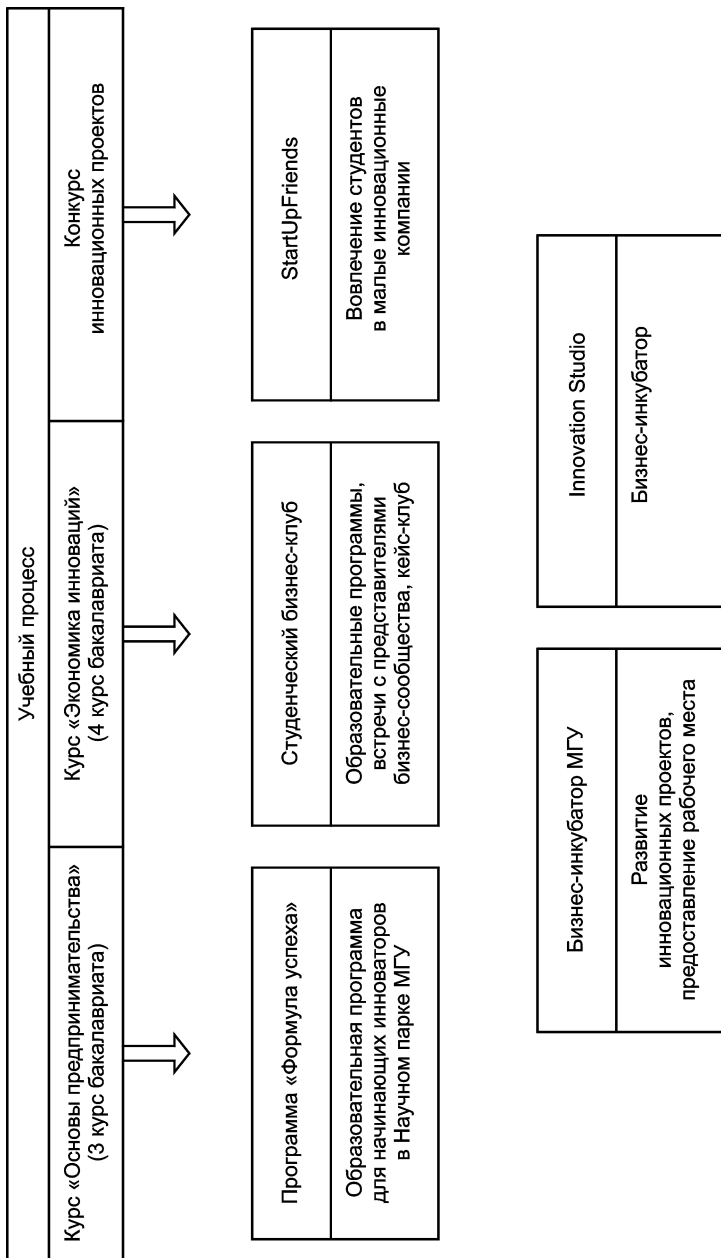 Учебный процесс
Курс «Основы предпринимательства»
(3 курс бакалавриата)
Курс «Экономика инноваций»
(4 курс бакалавриата)
Конкурс
инновационных проектов
Программа «Формула успеха»
Образовательная программа
для начинающих инноваторов
в Научном парке МГУ
Студенческий бизнес-клуб
Образовательные программы,
встречи с представителями
бизнес-сообщества, кейс-клуб
StartUpFriends
Вовлечение студентов
в малые инновационные
компании
Бизнес-инкубатор МГУ
Развитие
инновационных проектов,
предоставление рабочего места
Innovation Studio
Бизнес-инкубатор